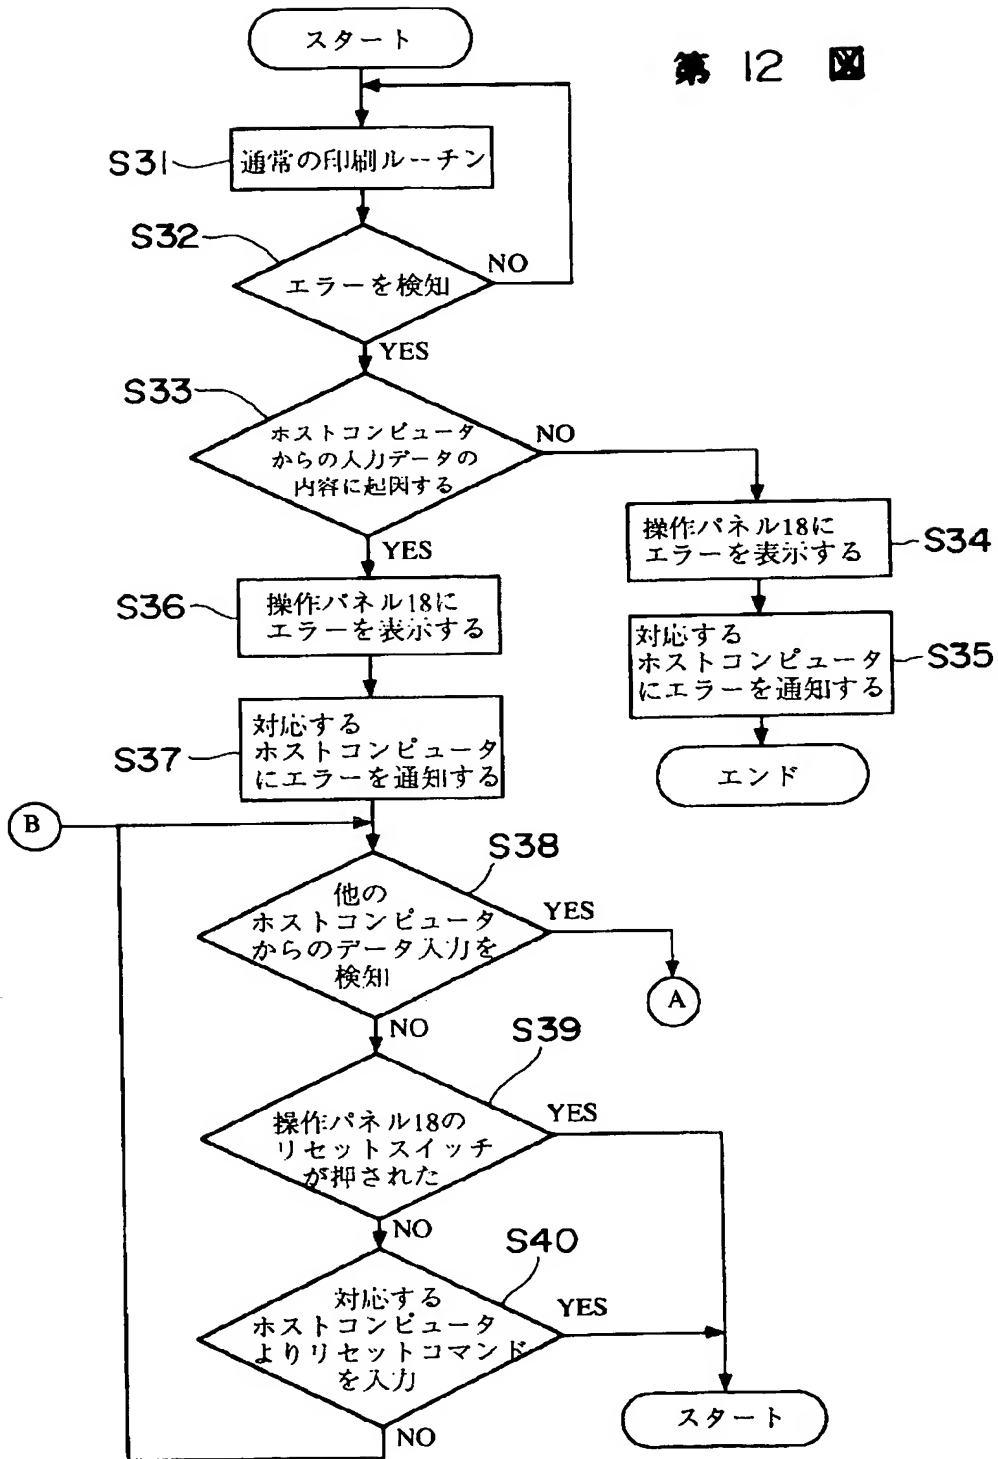 スタート
第 12 図
S31
通常の印刷ルーチン
S32
エラーを検知
NO
YES
S33
ホストコンピュータ
からの入力データの
内容に起因する
NO
YES
操作パネル18に
エラーを表示する
S34
対応する
ホストコンピュータ
にエラーを通知する
S35
エンド
S36
操作パネル18に
エラーを表示する
S37
対応する
ホストコンピュータ
にエラーを通知する
B
S38
他の
ホストコンピュータ
からのデータ入力を
検知
YES
A
NO
S39
操作パネル18の
リセットスイッチ
が押された
YES
NO
S40
対応する
ホストコンピュータ
よりリセットコマンド
を入力
YES
NO
スタート